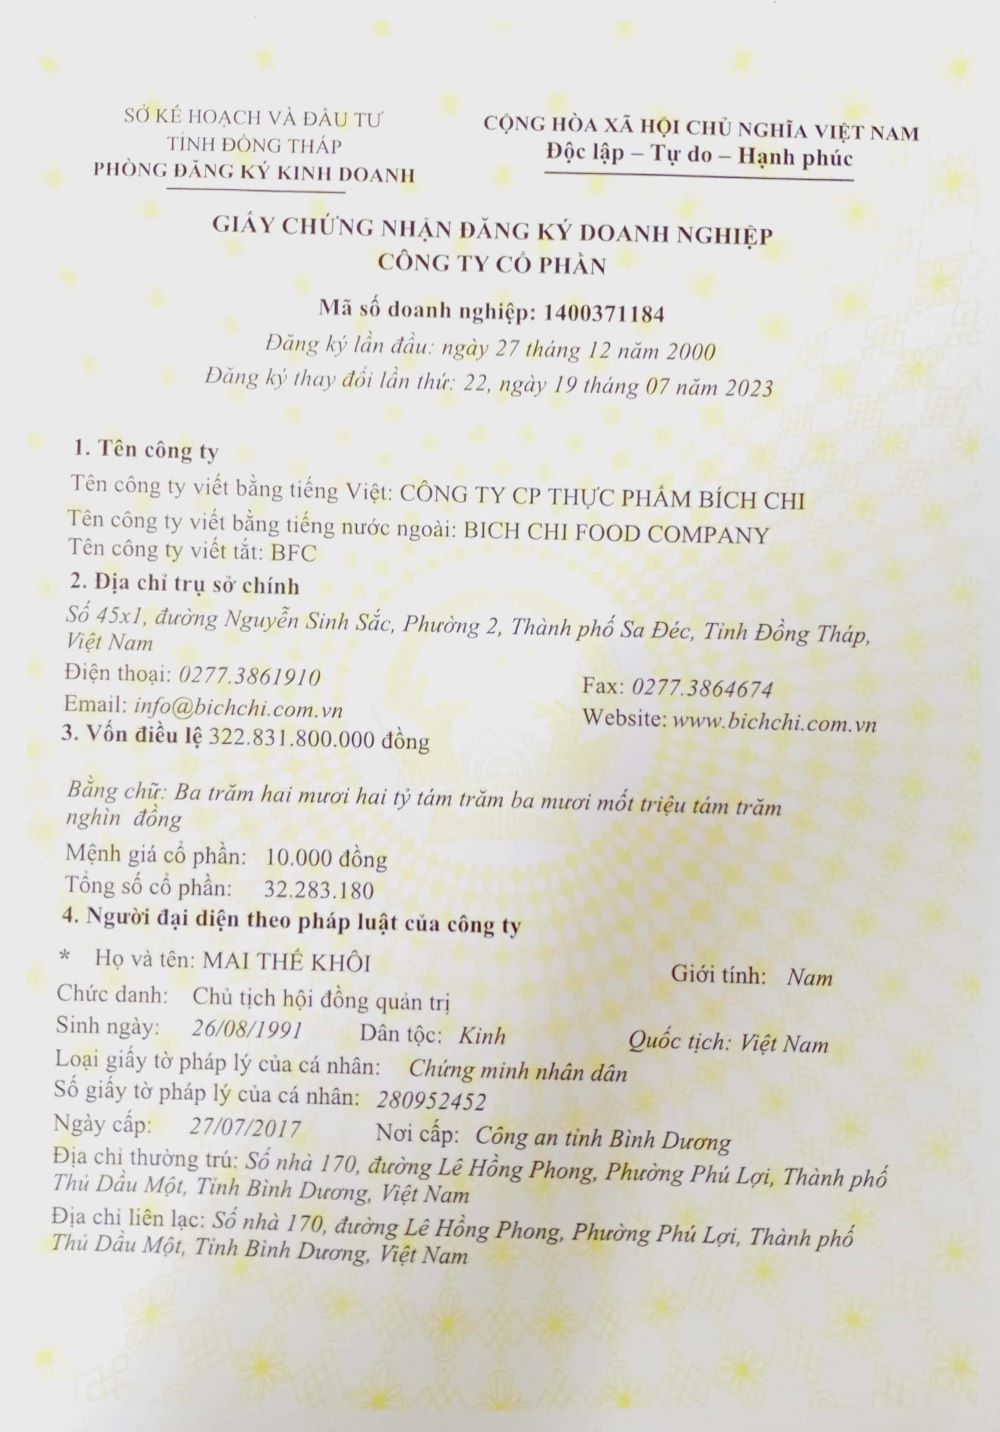 SỞ KẾ HOẠCH VÀ ĐẦU TƯ
TỈNH ĐỒNG THÁP
PHÒNG ĐĂNG KÝ KINH DOANH
CỘNG HÒA XÃ HỘI CHỦ NGHĨA VIỆT NAM
Độc lập – Tự do – Hạnh phúc
GIẤY CHỨNG NHẬN ĐĂNG KÝ DOANH NGHIỆP
CÔNG TY CỔ PHẦN
Mã số doanh nghiệp: 1400371184
Đăng ký lần đầu: ngày 27 tháng 12 năm 2000
Đăng ký thay đổi lần thứ: 22, ngày 19 tháng 07 năm 2023
1. Tên công ty
Tên công ty viết bằng tiếng Việt: CÔNG TY CP THỰC PHẨM BÍCH CHI
Tên công ty viết bằng tiếng nước ngoài: BICH CHI FOOD COMPANY
Tên công ty viết tắt: BFC
2. Địa chỉ trụ sở chính
Số 45x1, đường Nguyễn Sinh Sắc, Phường 2, Thành phố Sa Đéc, Tỉnh Đồng Tháp,
Việt Nam
Điện thoại: 0277.3861910
Fax: 0277.3864674
Email: info@bichchi.com.vn
Website: www.bichchi.com.vn
3. Vốn điều lệ 322.831.800.000 đồng
Bằng chữ: Ba trăm hai mươi hai tỷ tám trăm ba mươi mốt triệu tám trăm
nghìn đồng
Mệnh giá cổ phần: 10.000 đồng
Tổng số cổ phần: 32.283.180
4. Người đại diện theo pháp luật của công ty
* Họ và tên: MAI THẾ KHÔI Giới tính: Nam
Chức danh: Chủ tịch hội đồng quản trị
Sinh ngày: 26/08/1991 Dân tộc: Kinh Quốc tịch: Việt Nam
Loại giấy tờ pháp lý của cá nhân: Chứng minh nhân dân
Số giấy tờ pháp lý của cá nhân: 280952452
Ngày cấp: 27/07/2017 Nơi cấp: Công an tỉnh Bình Dương
Địa chỉ thường trú: Số nhà 170, đường Lê Hồng Phong, Phường Phú Lợi, Thành phố
Thủ Dầu Một, Tỉnh Bình Dương, Việt Nam
Địa chỉ liên lạc: Số nhà 170, đường Lê Hồng Phong, Phường Phú Lợi, Thành phố
Thủ Dầu Một, Tỉnh Bình Dương, Việt Nam